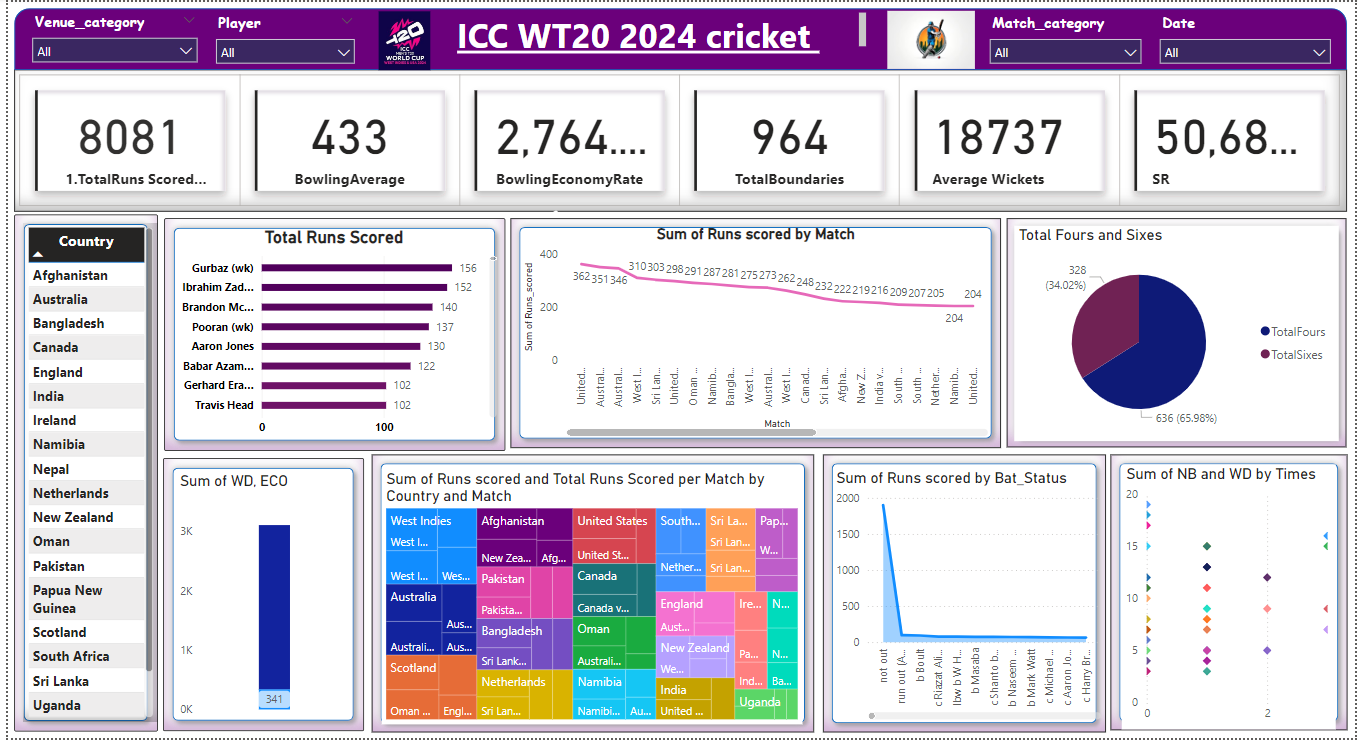 Venue_category
All
Player
All
ICC
MEN'S T20
WORLD CUP
ICC WT20 2024 cricket
Match_category
All
Date
All
8081
1.TotalRuns Scored...
433
BowlingAverage
2,764....
BowlingEconomyRate
964
TotalBoundaries
18737
Average Wickets
50,68...
SR
Country
Afghanistan
Australia
Bangladesh
Canada
England
India
Ireland
Namibia
Nepal
Netherlands
New Zealand
Oman
Pakistan
Papua New
Guinea
Scotland
South Africa
Sri Lanka
Uganda
Total Runs Scored
Gurbaz (wk) 156
Ibrahim Zad... 152
Brandon Mc... 140
Pooran (wk) 137
Aaron Jones 130
Babar Azam... 122
Gerhard Era... 102
Travis Head 102
0 100
Sum of Runs scored by Match
Sum of Runs_scored
400
200
0
362 351 346 310 303 298 291 287 281 275 273 262 248 232 222 219 216 209 207 205 204 204
United... Austral... Austral... West I... Sri Lan... United... Oman ... Namib... Bangla... West I... Austral... West I... Canad... Sri Lan... Afgha... New Z... India v... South ... South ... Nether... Namib... United...
Match
Total Fours and Sixes
328
(34.02%)
636 (65.98%)
TotalFours
TotalSixes
Sum of WD, ECO
3K
2K
1K
0K
341
Sum of Runs scored and Total Runs Scored per Match by
Country and Match
West Indies
West I...
West I...
Wes...
Australia
Aus...
Australi...
Aus...
Scotland
Oman ...
Engl...
Afghanistan
New Zea...
Afg...
Pakistan
Pakista...
Bangladesh
Sri Lank...
Netherlands
Sri Lan...
United States
United St...
Canada
Canada v...
Oman
Australi...
Namibia
Namibi...
Au...
South...
Nether...
Sri La...
Sri Lan...
Sri Lan...
Pap...
W...
England
Aust...
New Zealand
We...
India
United ...
Ire...
Pa...
Ind...
N...
N...
Ba...
Uganda
Sum of Runs scored by Bat_Status
2000
1500
1000
500
0
not out
run out (A...
b Boult
c Riazat Ali...
lbw b W H...
b Masaba
c Shanto b...
b Naseem ...
b Mark Watt
c Michael ...
c Aaron Jo...
c Harry Br...
Sum of NB and WD by Times
20
15
10
5
0
0 2